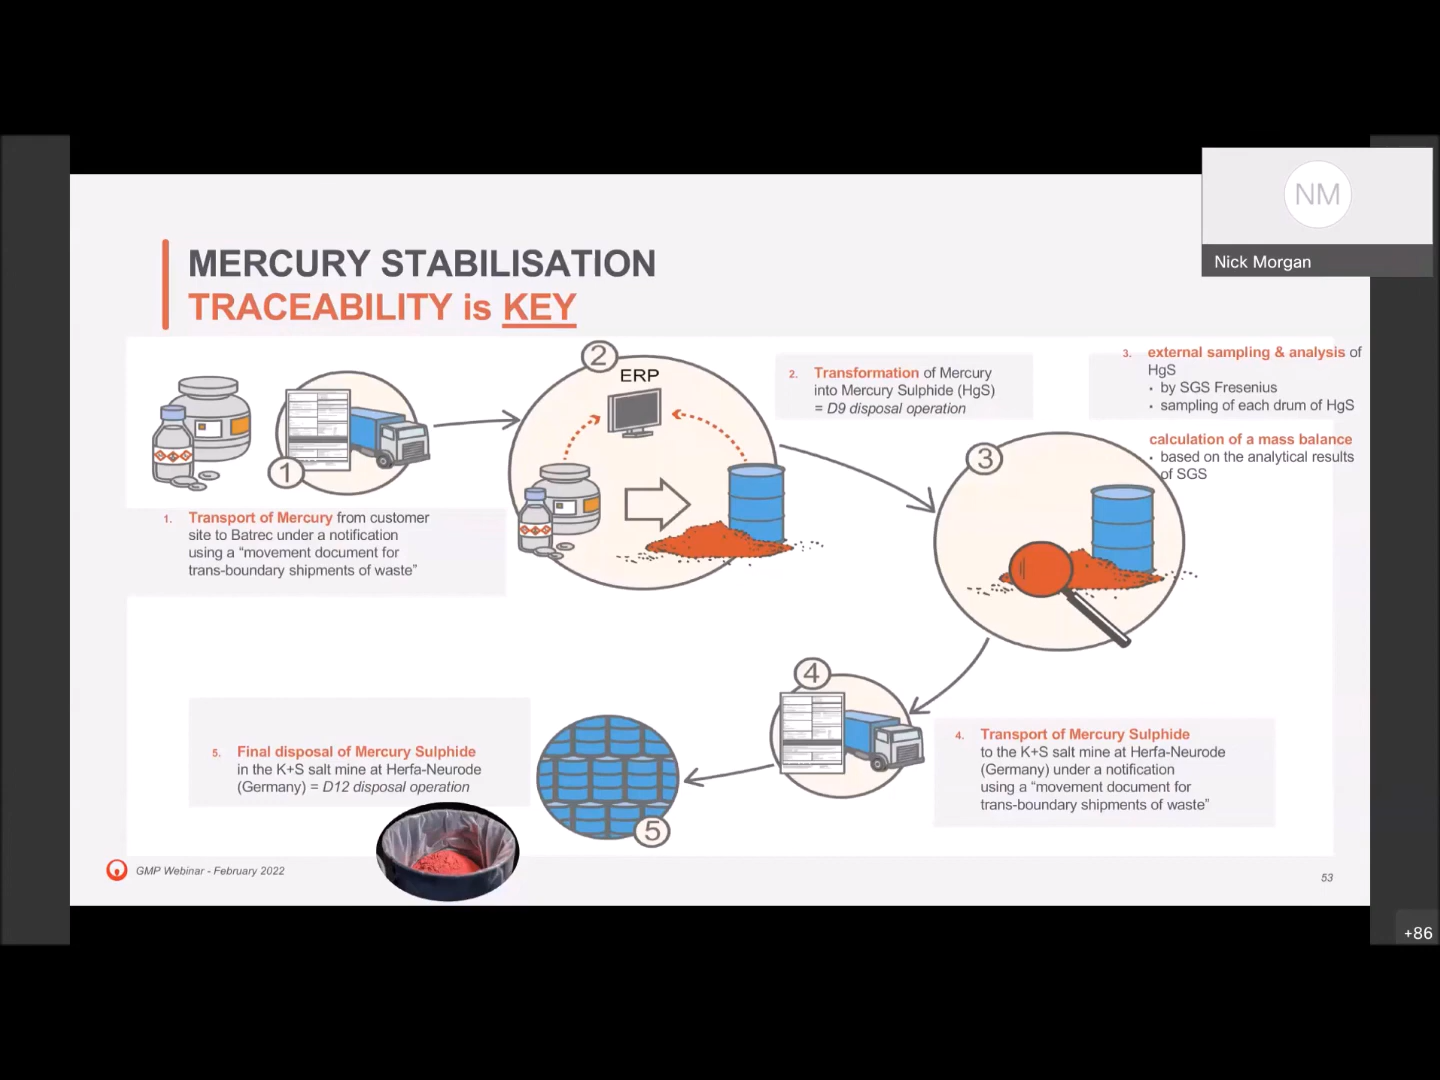 NM
Nick Morgan
MERCURY STABILISATION
TRACEABILITY is KEY
1
1. Transport of Mercury from customer
site to Batrec under a notification
using a “movement document for
trans-boundary shipments of waste”
2
ERP
2. Transformation of Mercury
into Mercury Sulphide (HgS)
= D9 disposal operation
3. external sampling & analysis of
HgS
• by SGS Fresenius
• sampling of each drum of HgS
calculation of a mass balance
• based on the analytical results
of SGS
3
4
4. Transport of Mercury Sulphide
to the K+S salt mine at Herfa-Neurode
(Germany) under a notification
using a “movement document for
trans-boundary shipments of waste”
5. Final disposal of Mercury Sulphide
in the K+S salt mine at Herfa-Neurode
(Germany) = D12 disposal operation
5
GMP Webinar - February 2022
53
+86